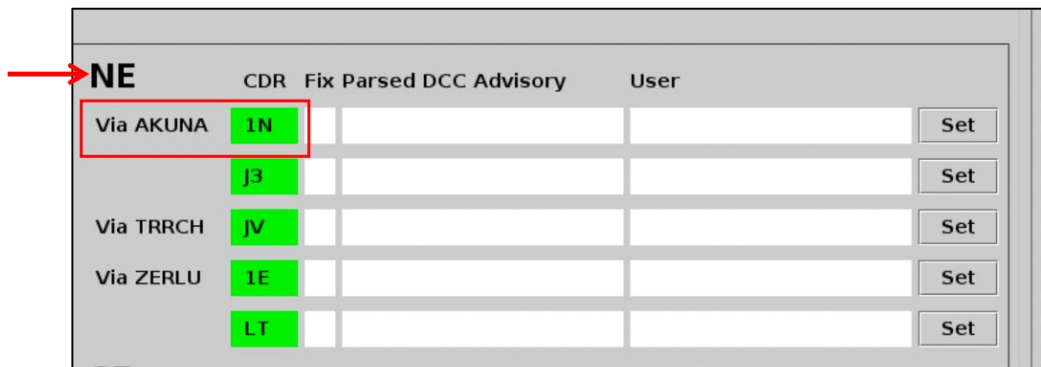 NE CDR Fix Parsed DCC Advisory User
Via AKUNA 1N Set
J3 Set
Via TRRCH JV Set
Via ZERLU 1E Set
LT Set